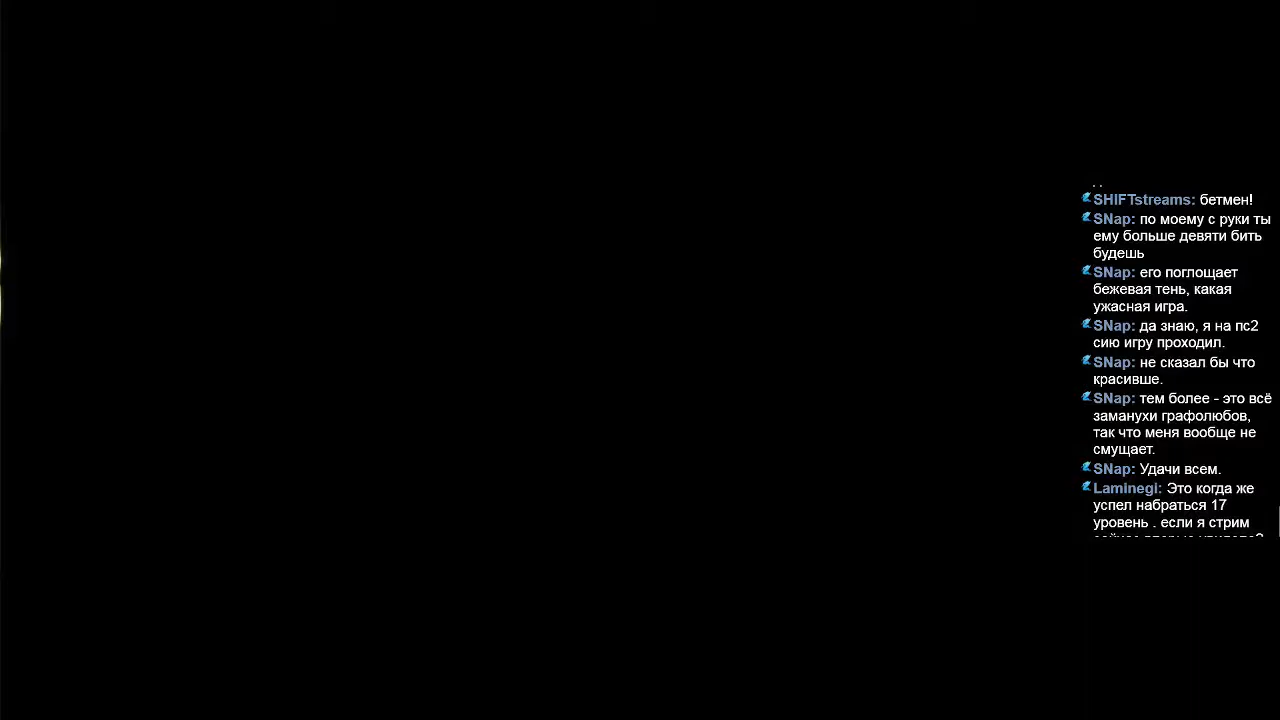 SHIFTstreams: бетмен!
SNap: по моему с руки ты
ему больше девяти бить
будешь
SNap: его поглощает
бежевая тень, какая
ужасная игра.
SNap: да знаю, я на пс2
сию игру проходил.
SNap: не сказал бы что
красивше.
SNap: тем более - это всё
заманухи графолюбов,
так что меня вообще не
смущает.
SNap: Удачи всем.
Laminegi: Это когда же
успел набраться 17
уровень . если я стрим